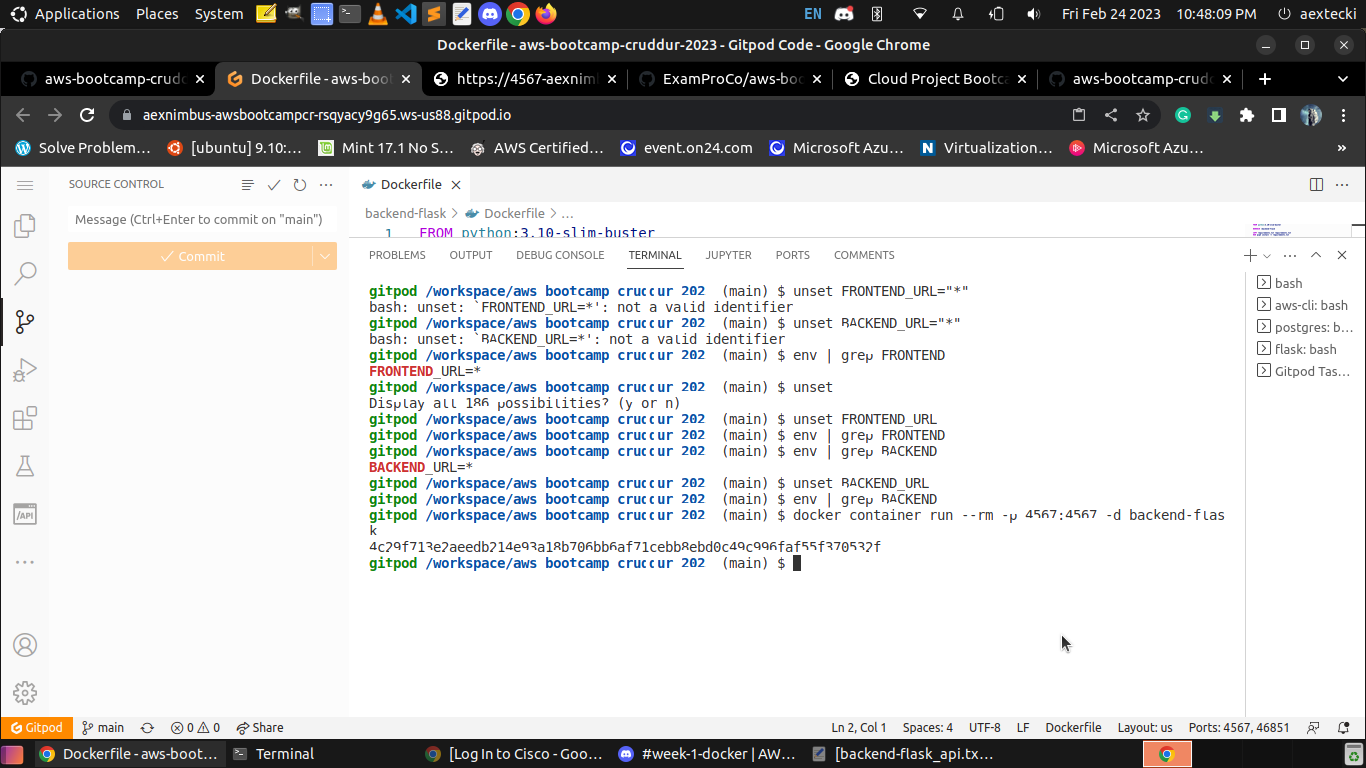 Applications Places System EN Fri Feb 24 2023 10:48:09 PM aextecki
Dockerfile - aws-bootcamp-cruddur-2023 - Gitpod Code - Google Chrome
aws-bootcamp-crudd Dockerfile - aws-boot https://4567-aexnim ExamProCo/aws-boo Cloud Project Bootca aws-bootcamp-crudd
aexnimbus-awsbootcampcr-rsqyacy9g65.ws-us88.gitpod.io
Solve Problem… [ubuntu] 9.10:… Mint 17.1 No S… AWS Certified… event.on24.com Microsoft Azu… Virtualization… Microsoft Azu… »
SOURCE CONTROL
Dockerfile
Message (Ctrl+Enter to commit on "main")
Commit
backend-flask > Dockerfile > …
1 FROM python:3.10-slim-buster
PROBLEMS OUTPUT DEBUG CONSOLE TERMINAL JUPYTER PORTS COMMENTS
gitpod /workspace/aws bootcamp cruddur 202 (main) $ unset FRONTEND_URL="*"
bash: unset: `FRONTEND_URL=*': not a valid identifier
gitpod /workspace/aws bootcamp cruddur 202 (main) $ unset BACKEND_URL="*"
bash: unset: `BACKEND_URL=*': not a valid identifier
gitpod /workspace/aws bootcamp cruddur 202 (main) $ env | grep FRONTEND
FRONTEND_URL=*
gitpod /workspace/aws bootcamp cruddur 202 (main) $ unset
Display all 186 possibilities? (y or n)
gitpod /workspace/aws bootcamp cruddur 202 (main) $ unset FRONTEND_URL
gitpod /workspace/aws bootcamp cruddur 202 (main) $ env | grep FRONTEND
gitpod /workspace/aws bootcamp cruddur 202 (main) $ env | grep BACKEND
BACKEND_URL=*
gitpod /workspace/aws bootcamp cruddur 202 (main) $ unset BACKEND_URL
gitpod /workspace/aws bootcamp cruddur 202 (main) $ env | grep BACKEND
gitpod /workspace/aws bootcamp cruddur 202 (main) $ docker container run --rm -p 4567:4567 -d backend-flas
k
4c29f713e2aeedb214e93a18b706bb6af71cebb8ebd0c49c996faf55f370532f
gitpod /workspace/aws bootcamp cruddur 202 (main) $
bash
aws-cli: bash
postgres: b…
flask: bash
Gitpod Tas…
/API
Gitpod main 0 0 Share Ln 2, Col 1 Spaces: 4 UTF-8 LF Dockerfile Layout: us Ports: 4567, 46851
Dockerfile - aws-boot… Terminal [Log In to Cisco - Goo… #week-1-docker | AW… [backend-flask_api.tx…